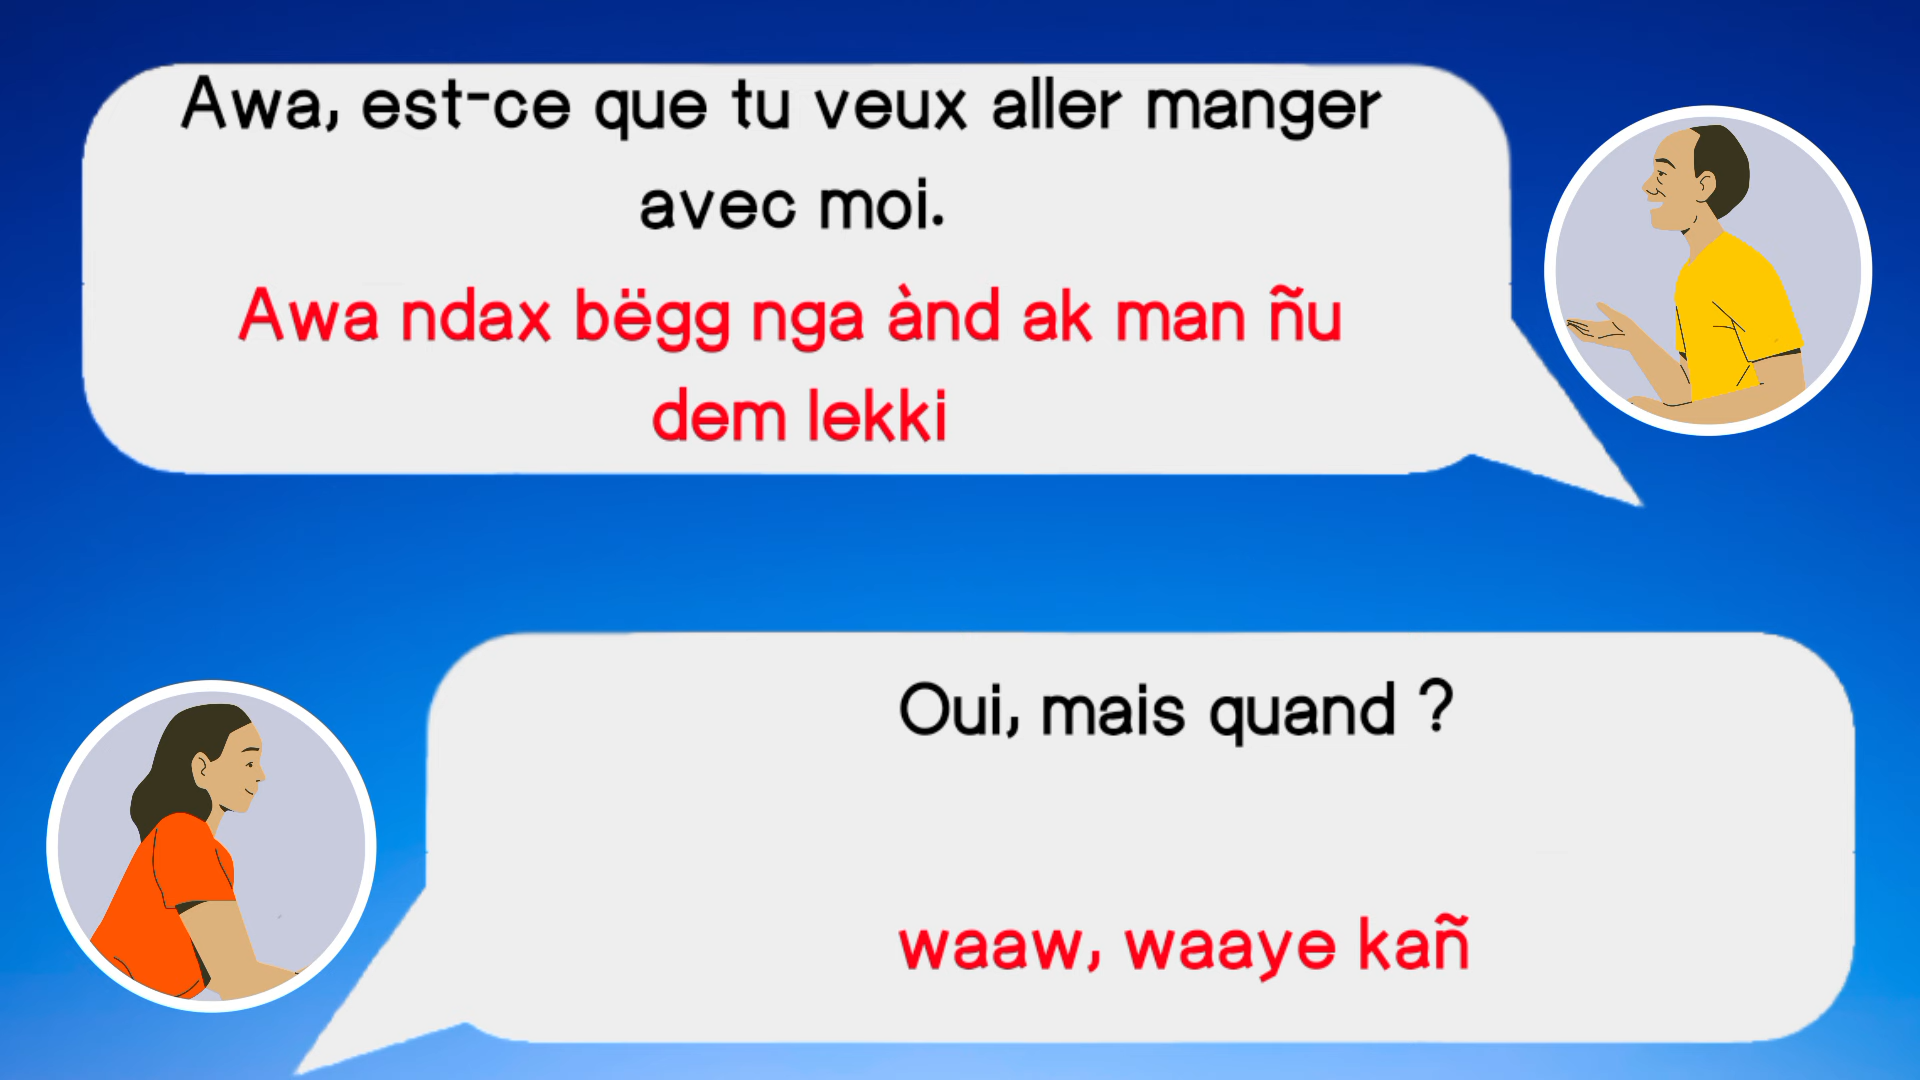 Awa, est-ce que tu veux aller manger
avec moi.
Awa ndax bëgg nga ànd ak man ñu
dem lekki
Oui, mais quand ?
waaw, waaye kañ